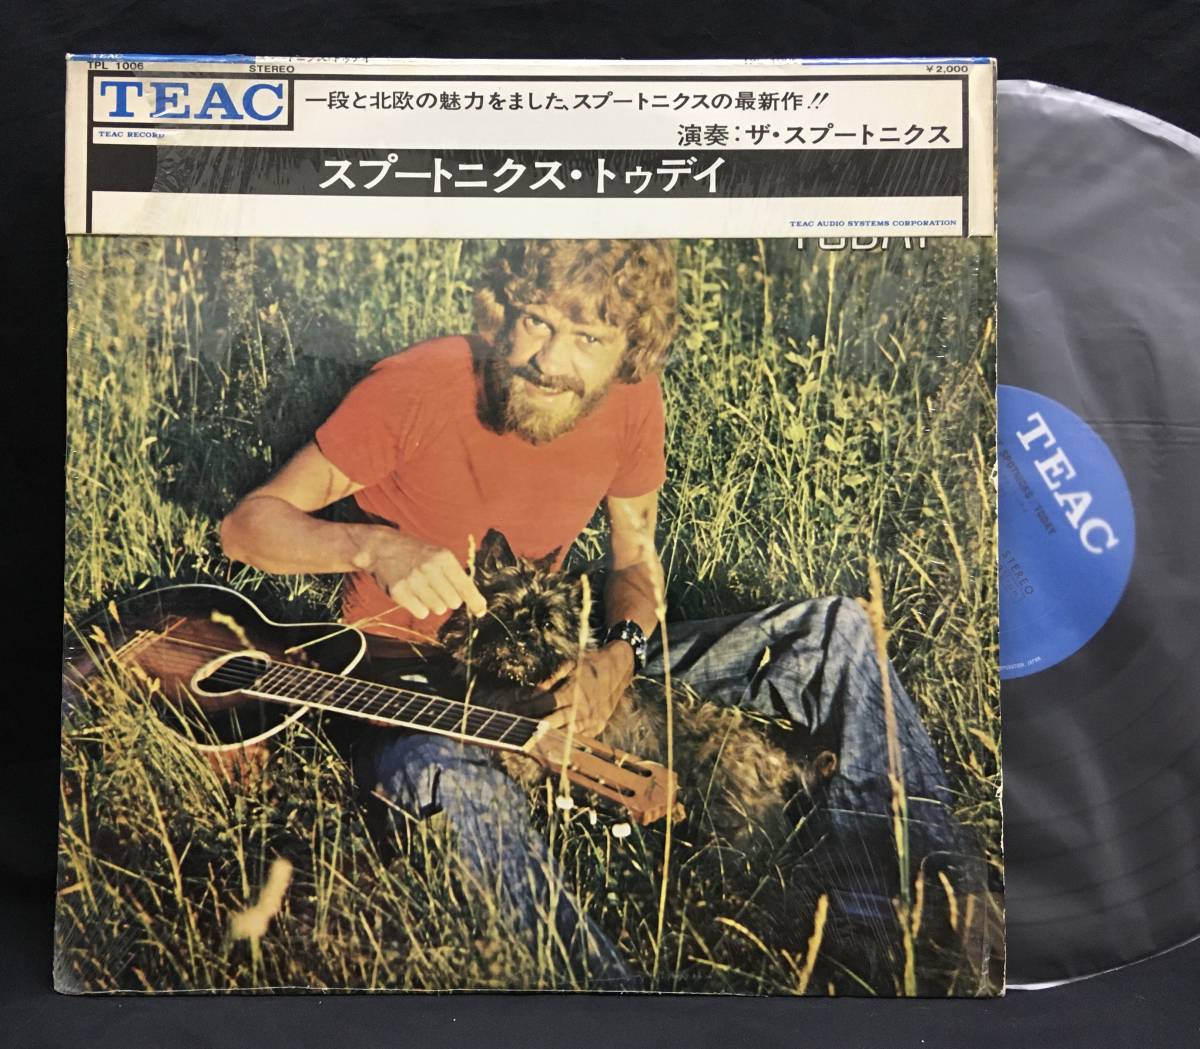 TEAC
TPL 1006
STEREO
¥2,000
TEAC
一段と北欧の魅力をました、スプートニクスの最新作!!
TEAC RECORD
演奏:ザ・スプートニクス
スプートニクス・トゥデイ
TEAC AUDIO SYSTEMS CORPORATION
TODAY
TEAC
SPOTNICKS TODAY
STEREO